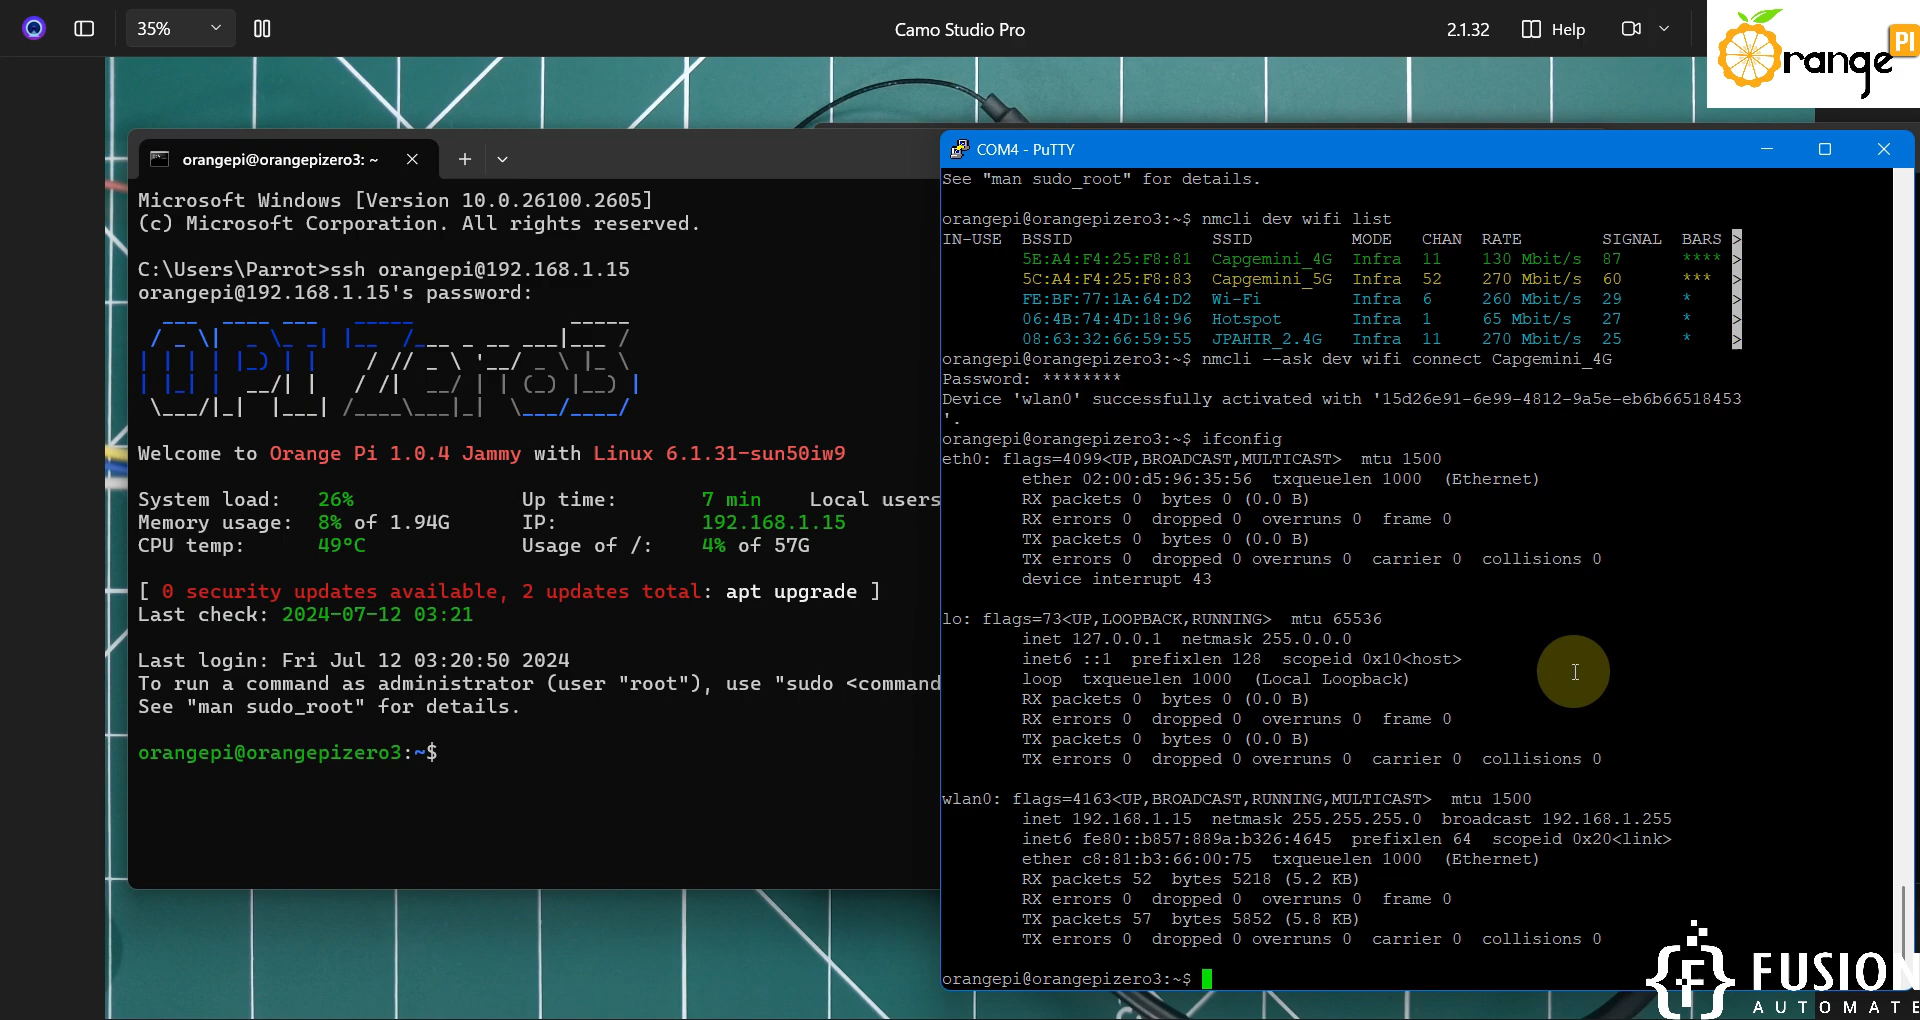 35%
Camo Studio Pro
2.1.32
Help
Orange PI
orangepi@orangepizero3: ~
Microsoft Windows [Version 10.0.26100.2605]
(c) Microsoft Corporation. All rights reserved.
C:\Users\Parrot>ssh orangepi@192.168.1.15
orangepi@192.168.1.15's password:
OPI Zero3
Welcome to Orange Pi 1.0.4 Jammy with Linux 6.1.31-sun50iw9
System load: 26% Up time: 7 min Local users
Memory usage: 8% of 1.94G IP: 192.168.1.15
CPU temp: 49°C Usage of /: 4% of 57G
[ 0 security updates available, 2 updates total: apt upgrade ]
Last check: 2024-07-12 03:21
Last login: Fri Jul 12 03:20:50 2024
To run a command as administrator (user "root"), use "sudo <command
See "man sudo_root" for details.
orangepi@orangepizero3:~$
COM4 - PuTTY
See "man sudo_root" for details.
orangepi@orangepizero3:~$ nmcli dev wifi list
IN-USE BSSID SSID MODE CHAN RATE SIGNAL BARS >
5E:A4:F4:25:F8:81 Capgemini_4G Infra 11 130 Mbit/s 87 **** >
5C:A4:F4:25:F8:83 Capgemini_5G Infra 52 270 Mbit/s 60 *** >
FE:BF:77:1A:64:D2 Wi-Fi Infra 6 260 Mbit/s 29 * >
06:4B:74:4D:18:96 Hotspot Infra 1 65 Mbit/s 27 * >
08:63:32:66:59:55 JPAHIR_2.4G Infra 11 270 Mbit/s 25 * >
orangepi@orangepizero3:~$ nmcli --ask dev wifi connect Capgemini_4G
Password: ********
Device 'wlan0' successfully activated with '15d26e91-6e99-4812-9a5e-eb6b66518453
'.
orangepi@orangepizero3:~$ ifconfig
eth0: flags=4099<UP,BROADCAST,MULTICAST> mtu 1500
ether 02:00:d5:96:35:56 txqueuelen 1000 (Ethernet)
RX packets 0 bytes 0 (0.0 B)
RX errors 0 dropped 0 overruns 0 frame 0
TX packets 0 bytes 0 (0.0 B)
TX errors 0 dropped 0 overruns 0 carrier 0 collisions 0
device interrupt 43
lo: flags=73<UP,LOOPBACK,RUNNING> mtu 65536
inet 127.0.0.1 netmask 255.0.0.0
inet6 ::1 prefixlen 128 scopeid 0x10<host>
loop txqueuelen 1000 (Local Loopback)
RX packets 0 bytes 0 (0.0 B)
RX errors 0 dropped 0 overruns 0 frame 0
TX packets 0 bytes 0 (0.0 B)
TX errors 0 dropped 0 overruns 0 carrier 0 collisions 0
wlan0: flags=4163<UP,BROADCAST,RUNNING,MULTICAST> mtu 1500
inet 192.168.1.15 netmask 255.255.255.0 broadcast 192.168.1.255
inet6 fe80::b857:889a:b326:4645 prefixlen 64 scopeid 0x20<link>
ether c8:81:b3:66:00:75 txqueuelen 1000 (Ethernet)
RX packets 52 bytes 5218 (5.2 KB)
RX errors 0 dropped 0 overruns 0 frame 0
TX packets 57 bytes 5852 (5.8 KB)
TX errors 0 dropped 0 overruns 0 carrier 0 collisions 0
orangepi@orangepizero3:~$
FUSION
AUTOMATE